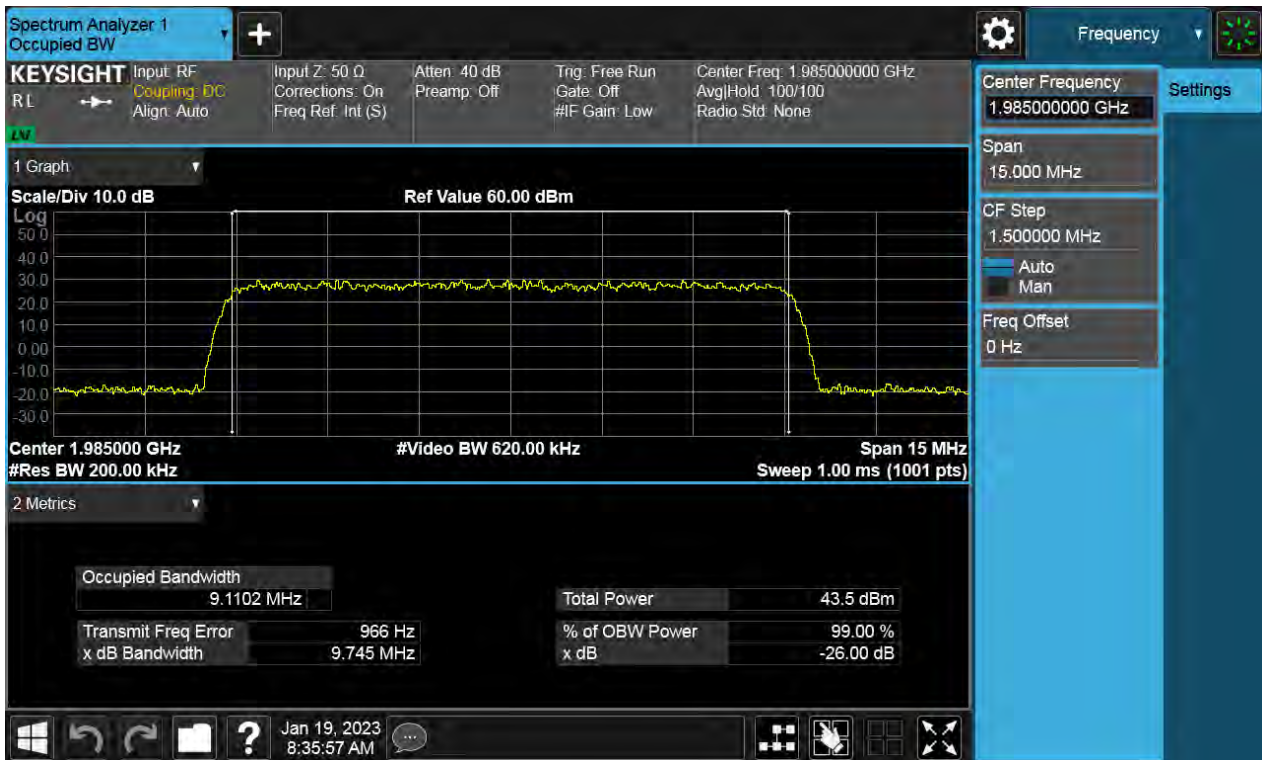 Spectrum Analyzer 1
Occupied BW
+
Frequency
KEYSIGHT
RL
LW
Input: RF
Coupling: DC
Align: Auto
Input Z: 50 Ω
Corrections: On
Freq Ref: Int (S)
Atten: 40 dB
Preamp: Off
Trig: Free Run
Gate: Off
#IF Gain: Low
Center Freq: 1.985000000 GHz
Avg|Hold: 100/100
Radio Std: None
Center Frequency
1.985000000 GHz
Settings
Span
15.000 MHz
CF Step
1.500000 MHz
Auto
Man
Freq Offset
0 Hz
1 Graph
Scale/Div 10.0 dB
Ref Value 60.00 dBm
Log
50.0
40.0
30.0
20.0
10.0
0.00
-10.0
-20.0
-30.0
Center 1.985000 GHz
#Video BW 620.00 kHz
Span 15 MHz
#Res BW 200.00 kHz
Sweep 1.00 ms (1001 pts)
2 Metrics
Occupied Bandwidth
9.1102 MHz
Total Power 43.5 dBm
Transmit Freq Error 966 Hz
% of OBW Power 99.00 %
x dB Bandwidth 9.745 MHz
x dB -26.00 dB
?
Jan 19, 2023
8:35:57 AM